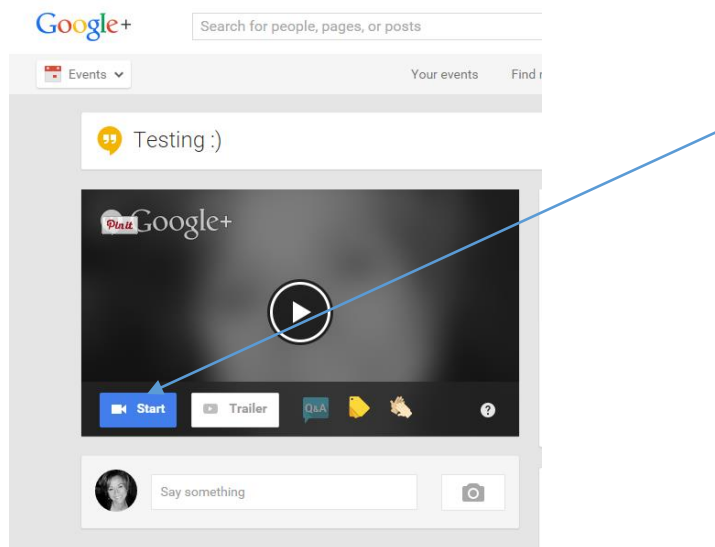 Google+
Search for people, pages, or posts
Events
Your events
Find
Testing :)
Pin it Google+
Start
Trailer
Q&A
?
Say something